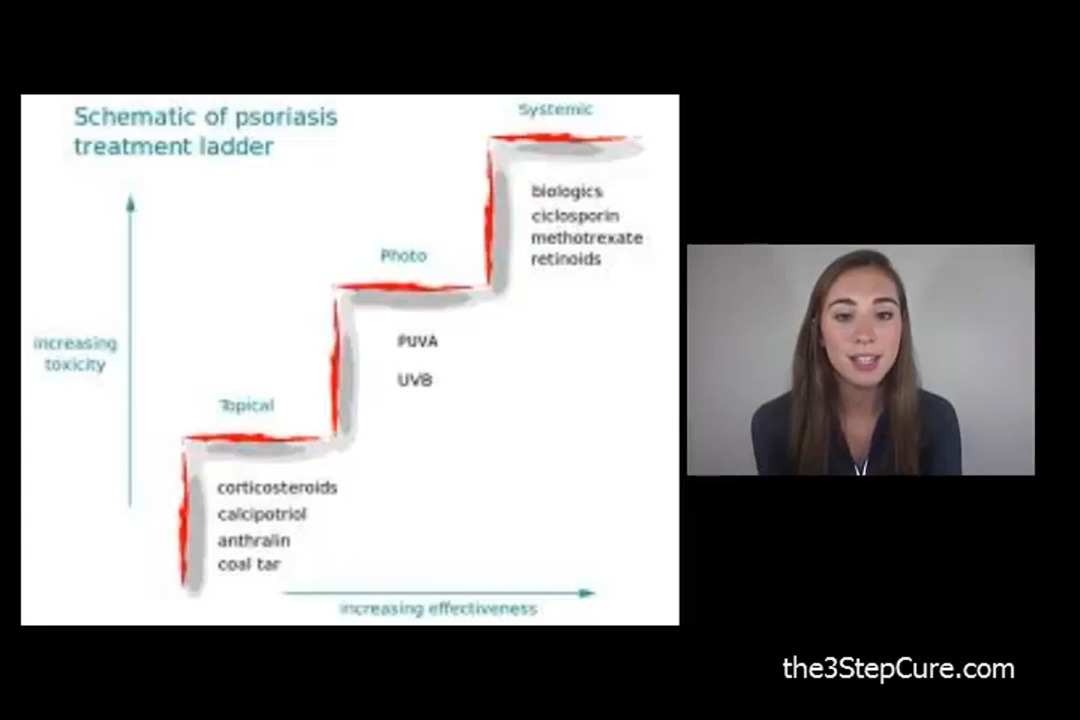 Schematic of psoriasis
treatment ladder
Systemic
biologics
ciclosporin
methotrexate
retinoids
Photo
PUVA
UVB
increasing
toxicity
Topical
corticosteroids
calcipotriol
anthralin
coal tar
increasing effectiveness
the3StepCure.com